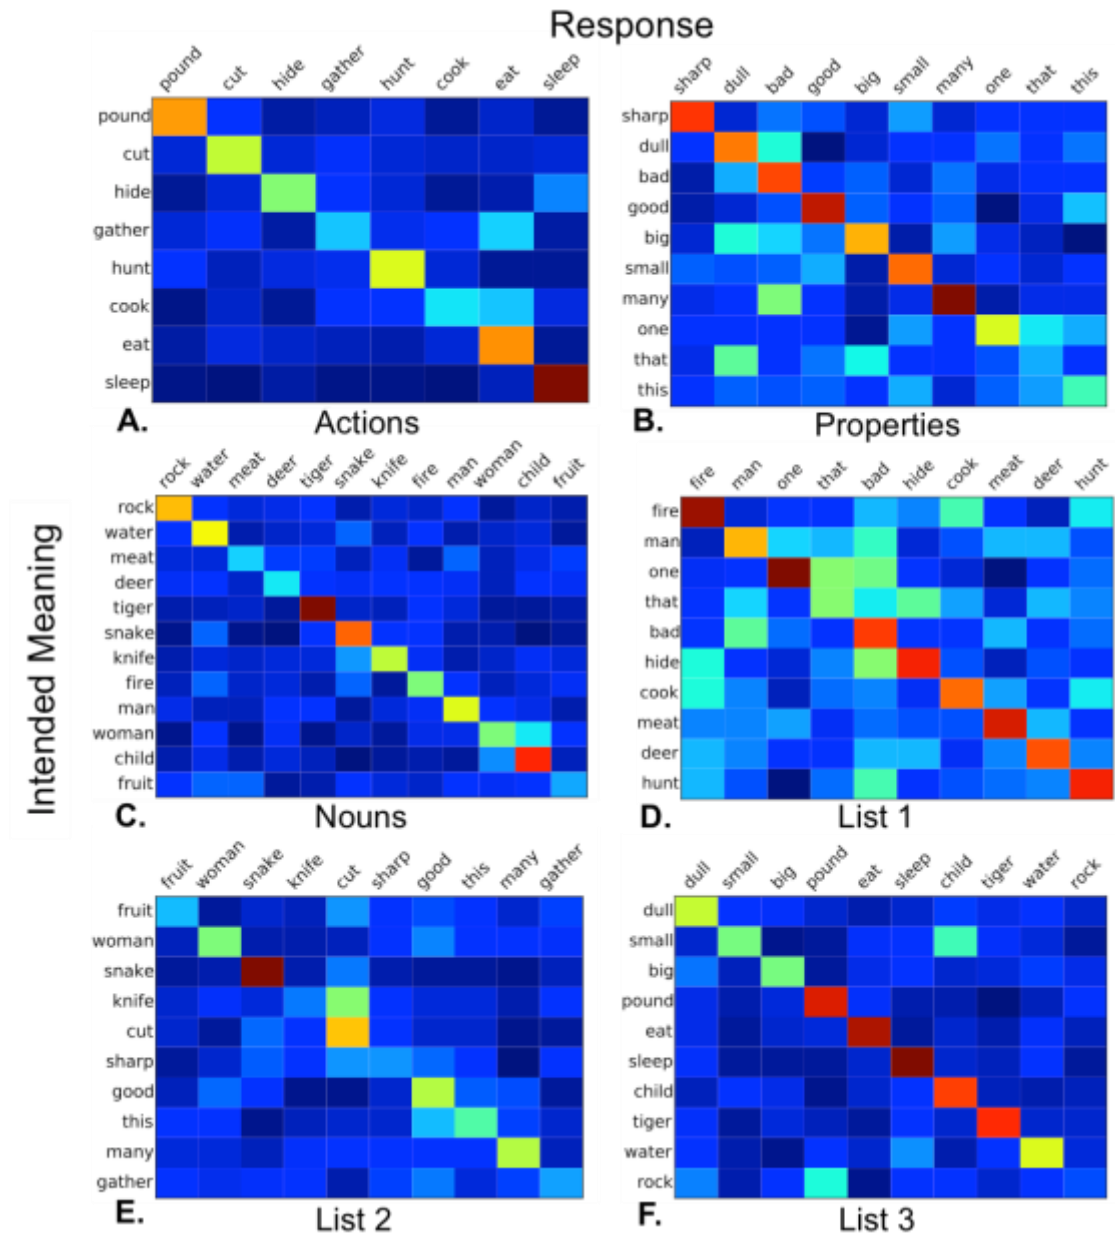 Response
pound cut hide gather hunt cook eat sleep
pound
cut
hide
gather
hunt
cook
eat
sleep
A. Actions
sharp dull bad good big small many one that this
sharp
dull
bad
good
big
small
many
one
that
this
B. Properties
Intended Meaning
rock water meat deer tiger snake knife fire man woman child fruit
rock
water
meat
deer
tiger
snake
knife
fire
man
woman
child
fruit
C. Nouns
fire man one that bad hide cook meat deer hunt
fire
man
one
that
bad
hide
cook
meat
deer
hunt
D. List 1
fruit woman snake knife cut sharp good this many gather
fruit
woman
snake
knife
cut
sharp
good
this
many
gather
E. List 2
dull small big pound eat sleep child tiger water rock
dull
small
big
pound
eat
sleep
child
tiger
water
rock
F. List 3